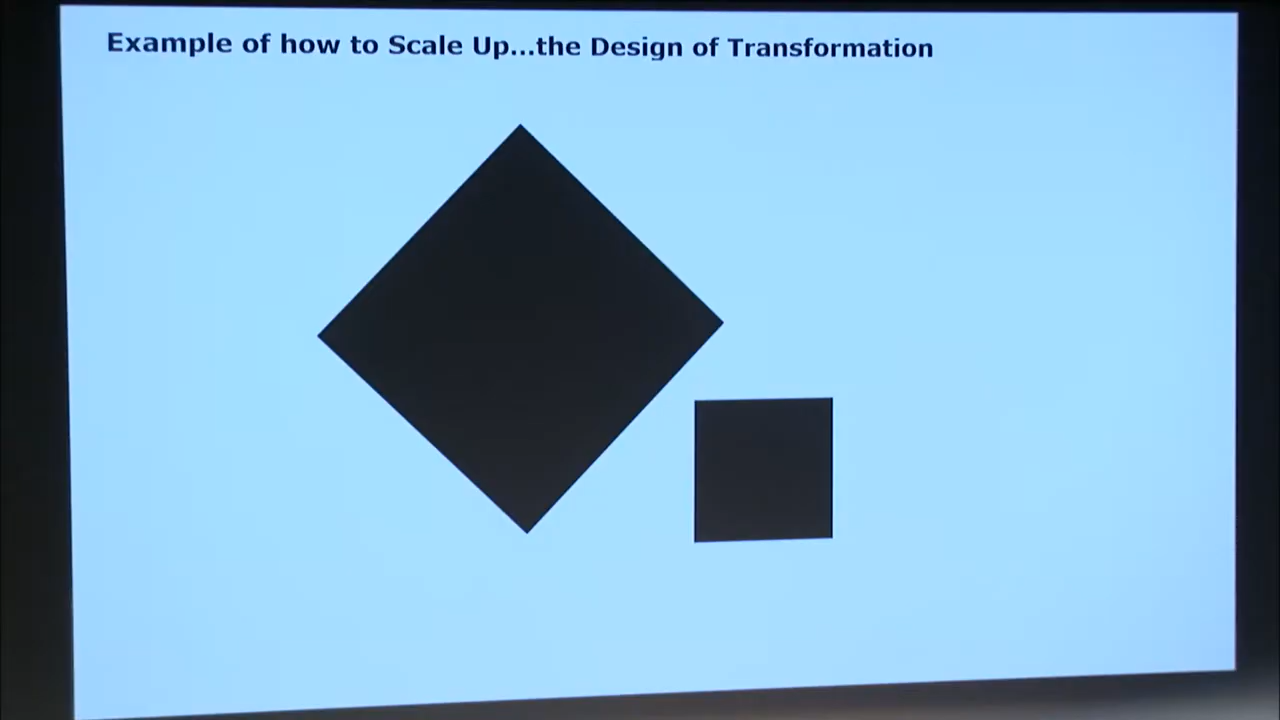 Example of how to Scale Up...the Design of Transformation